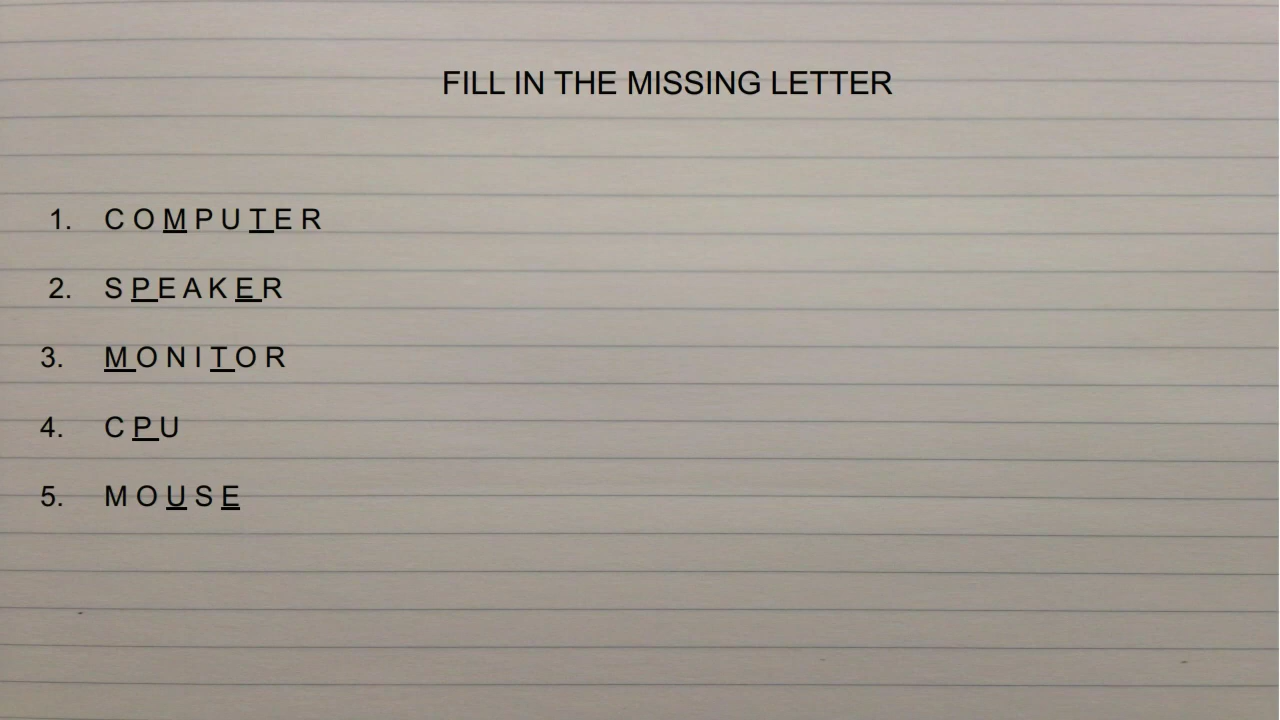 FILL IN THE MISSING LETTER
1. C O M P U T E R
2. S P E A K E R
3. M O N I T O R
4. C P U
5. M O U S E